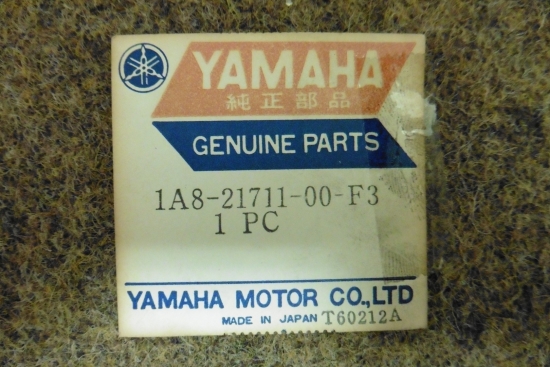 YAMAHA
純正部品
GENUINE PARTS
1A8-21711-00-F3
1 PC
YAMAHA MOTOR CO.,LTD
MADE IN JAPAN T60212A